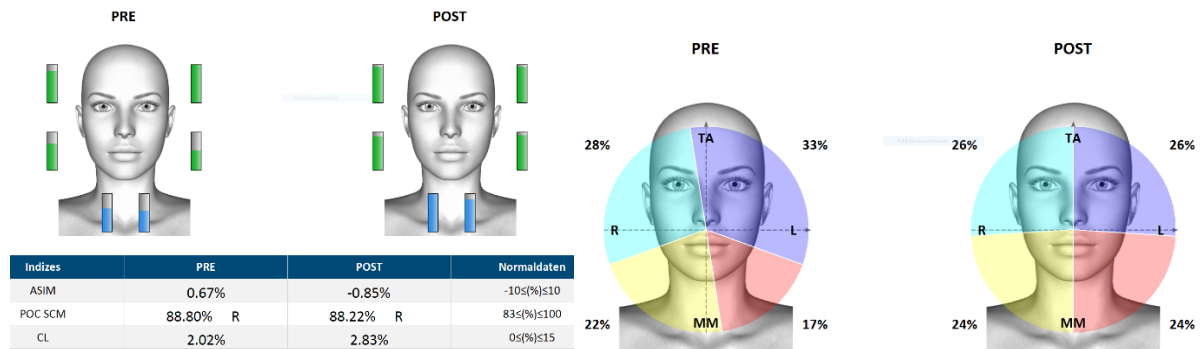 PRE
POST
Indizes PRE POST Normaldaten
ASIM 0.67% -0.85% -10≤(%)≤10
POC SCM 88.80% R 88.22% R 83≤(%)≤100
CL 2.02% 2.83% 0≤(%)≤15
PRE
TA
28% 33%
R L
MM
22% 17%
POST
TA
26% 26%
R L
MM
24% 24%